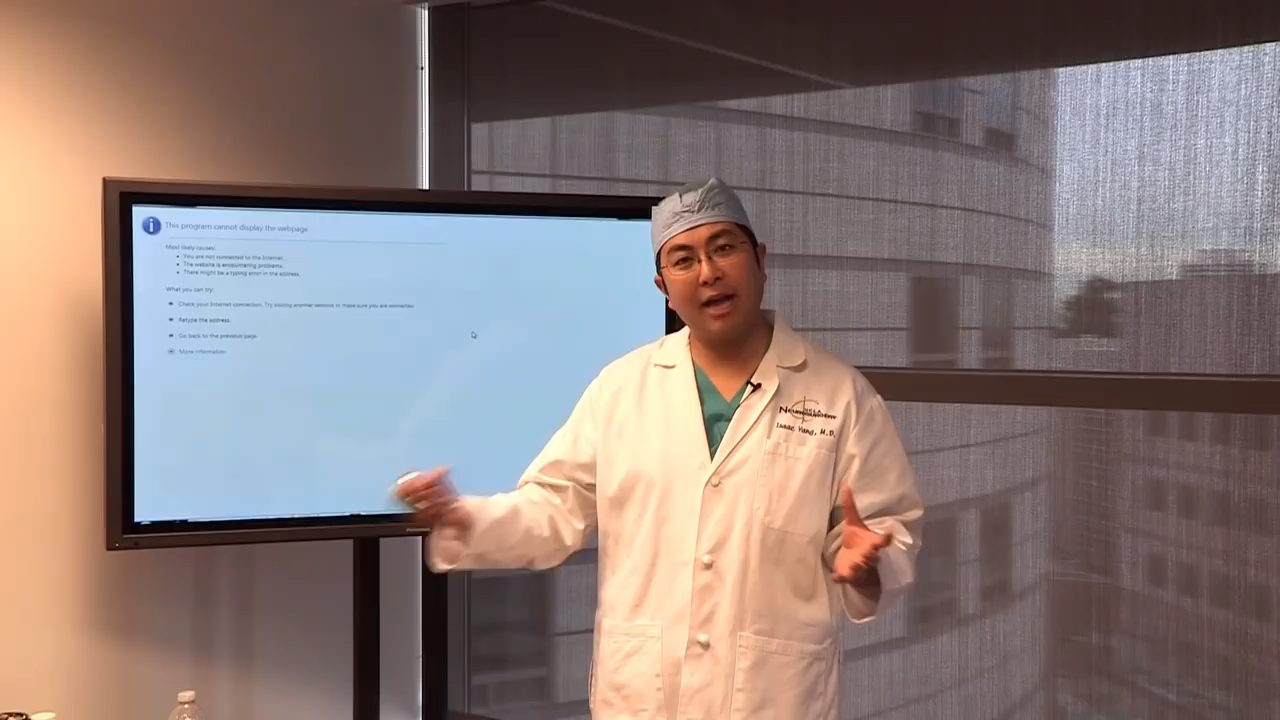 This program cannot display the webpage
Most likely causes:
You are not connected to the Internet.
The website is encountering problems.
There might be a typing error in the address.
What you can try:
Check your Internet connection. Try visiting another website to make sure you are connected.
Retype the address.
Go back to the previous page.
More information
UCLA
NEUROSURGERY
Isaac Yang, M.D.